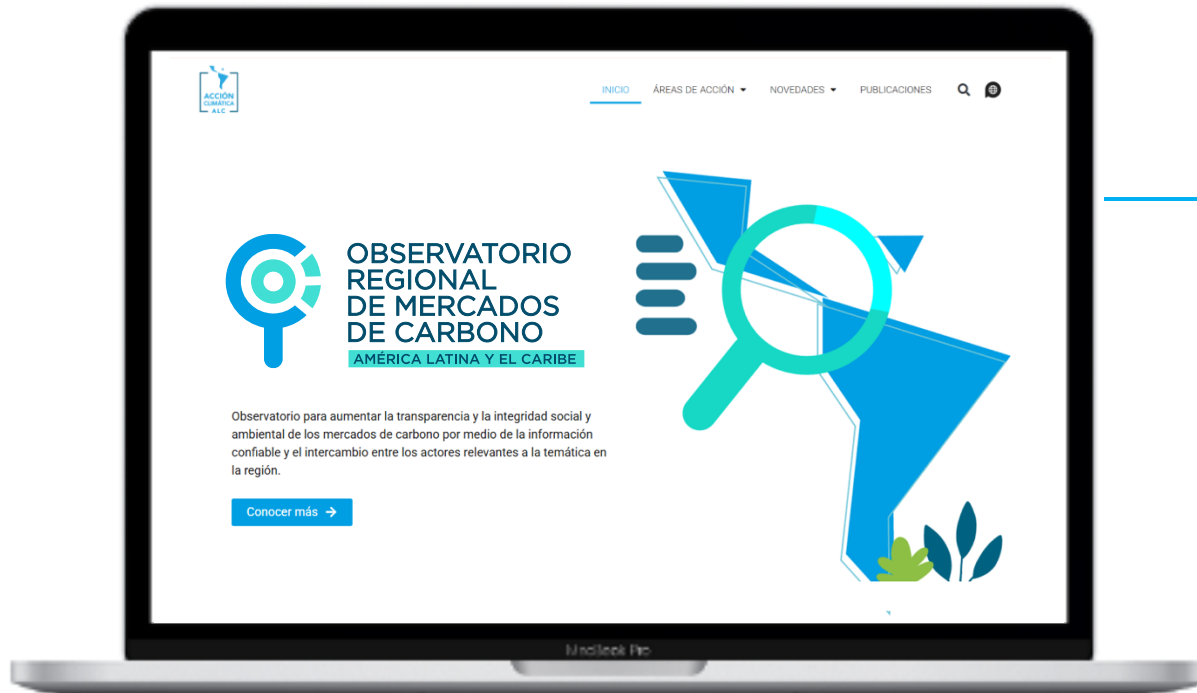 ACCIÓN
CLIMÁTICA
ALC
INICIO
ÁREAS DE ACCIÓN
NOVEDADES
PUBLICACIONES
OBSERVATORIO
REGIONAL
DE MERCADOS
DE CARBONO
AMÉRICA LATINA Y EL CARIBE
Observatorio para aumentar la transparencia y la integridad social y
ambiental de los mercados de carbono por medio de la información
confiable y el intercambio entre los actores relevantes a la temática en
la región.
Conocer más
MacBook Pro